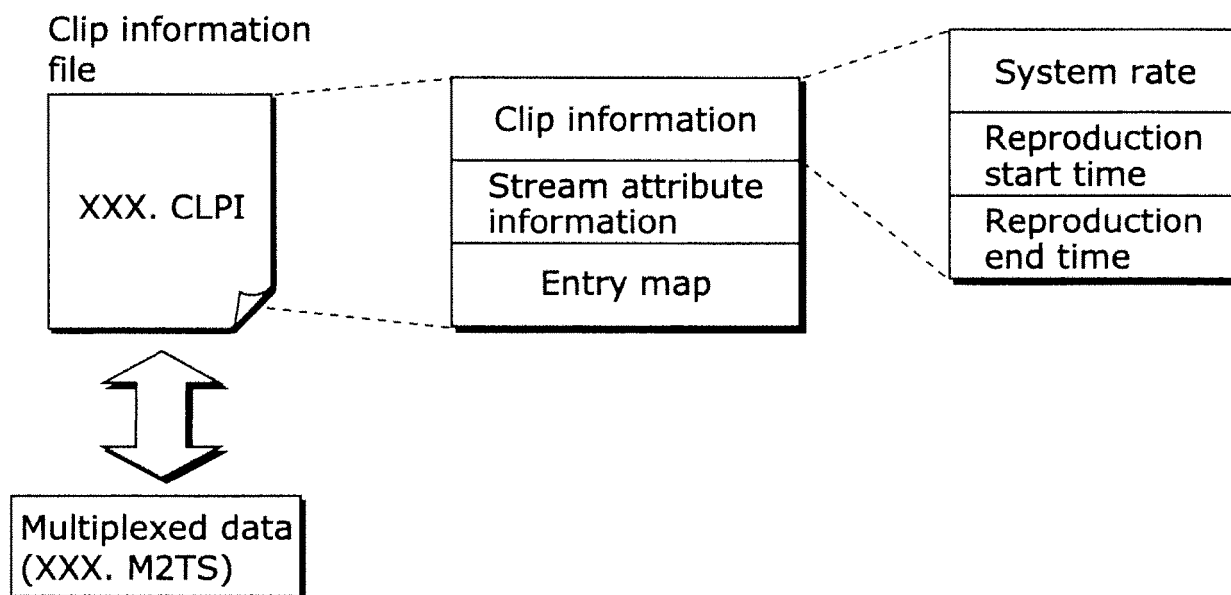 Clip information
file
XXX. CLPI
Clip information
Stream attribute
information
Entry map
System rate
Reproduction
start time
Reproduction
end time
Multiplexed data
(XXX. M2TS)